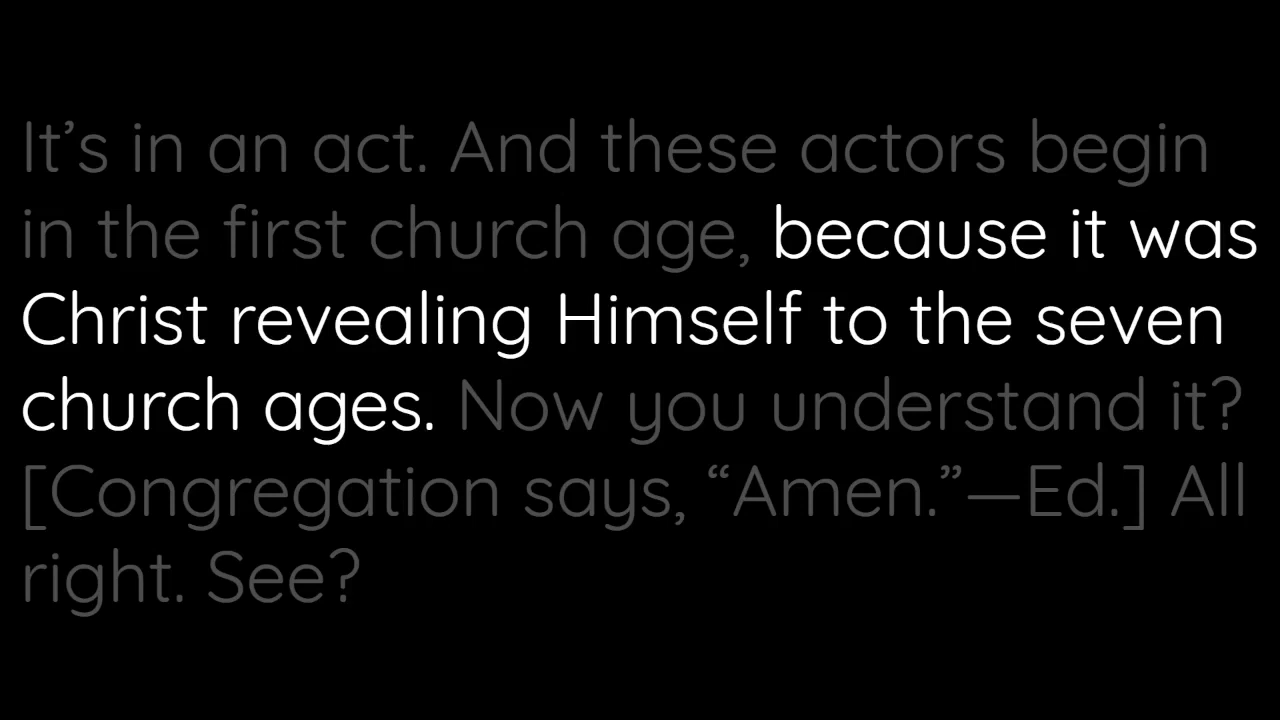 It’s in an act. And these actors begin
in the first church age, because it was
Christ revealing Himself to the seven
church ages. Now you understand it?
[Congregation says, “Amen.”—Ed.] All
right. See?